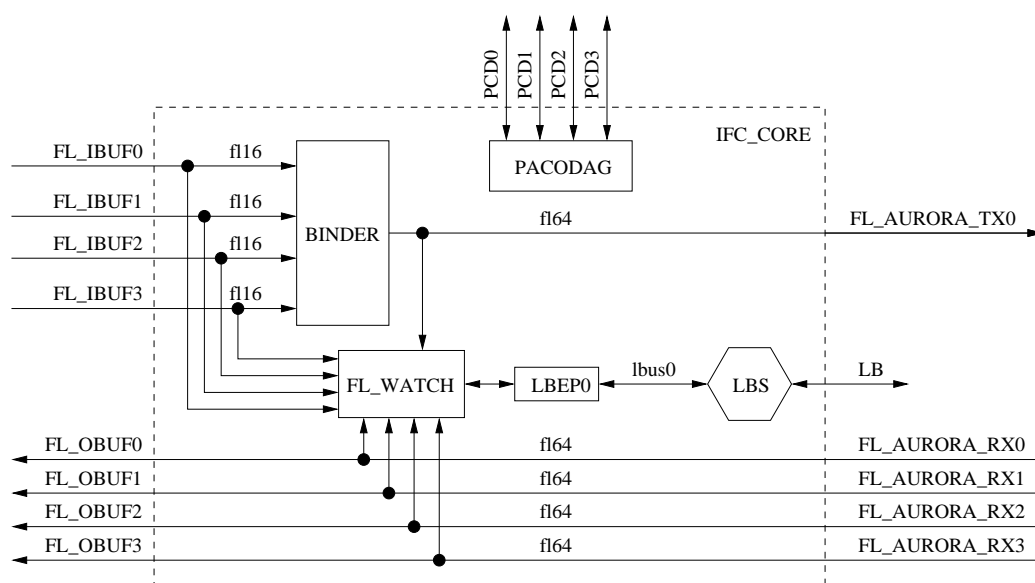 PCD0
PCD1
PCD2
PCD3
IFC_CORE
FL_IBUF0 fl16
PACODAG
FL_IBUF1 fl16
BINDER
fl64
FL_AURORA_TX0
FL_IBUF2 fl16
FL_IBUF3 fl16
FL_WATCH
LBEP0
lbus0
LBS
LB
FL_OBUF0 fl64 FL_AURORA_RX0
FL_OBUF1 fl64 FL_AURORA_RX1
FL_OBUF2 fl64 FL_AURORA_RX2
FL_OBUF3 fl64 FL_AURORA_RX3